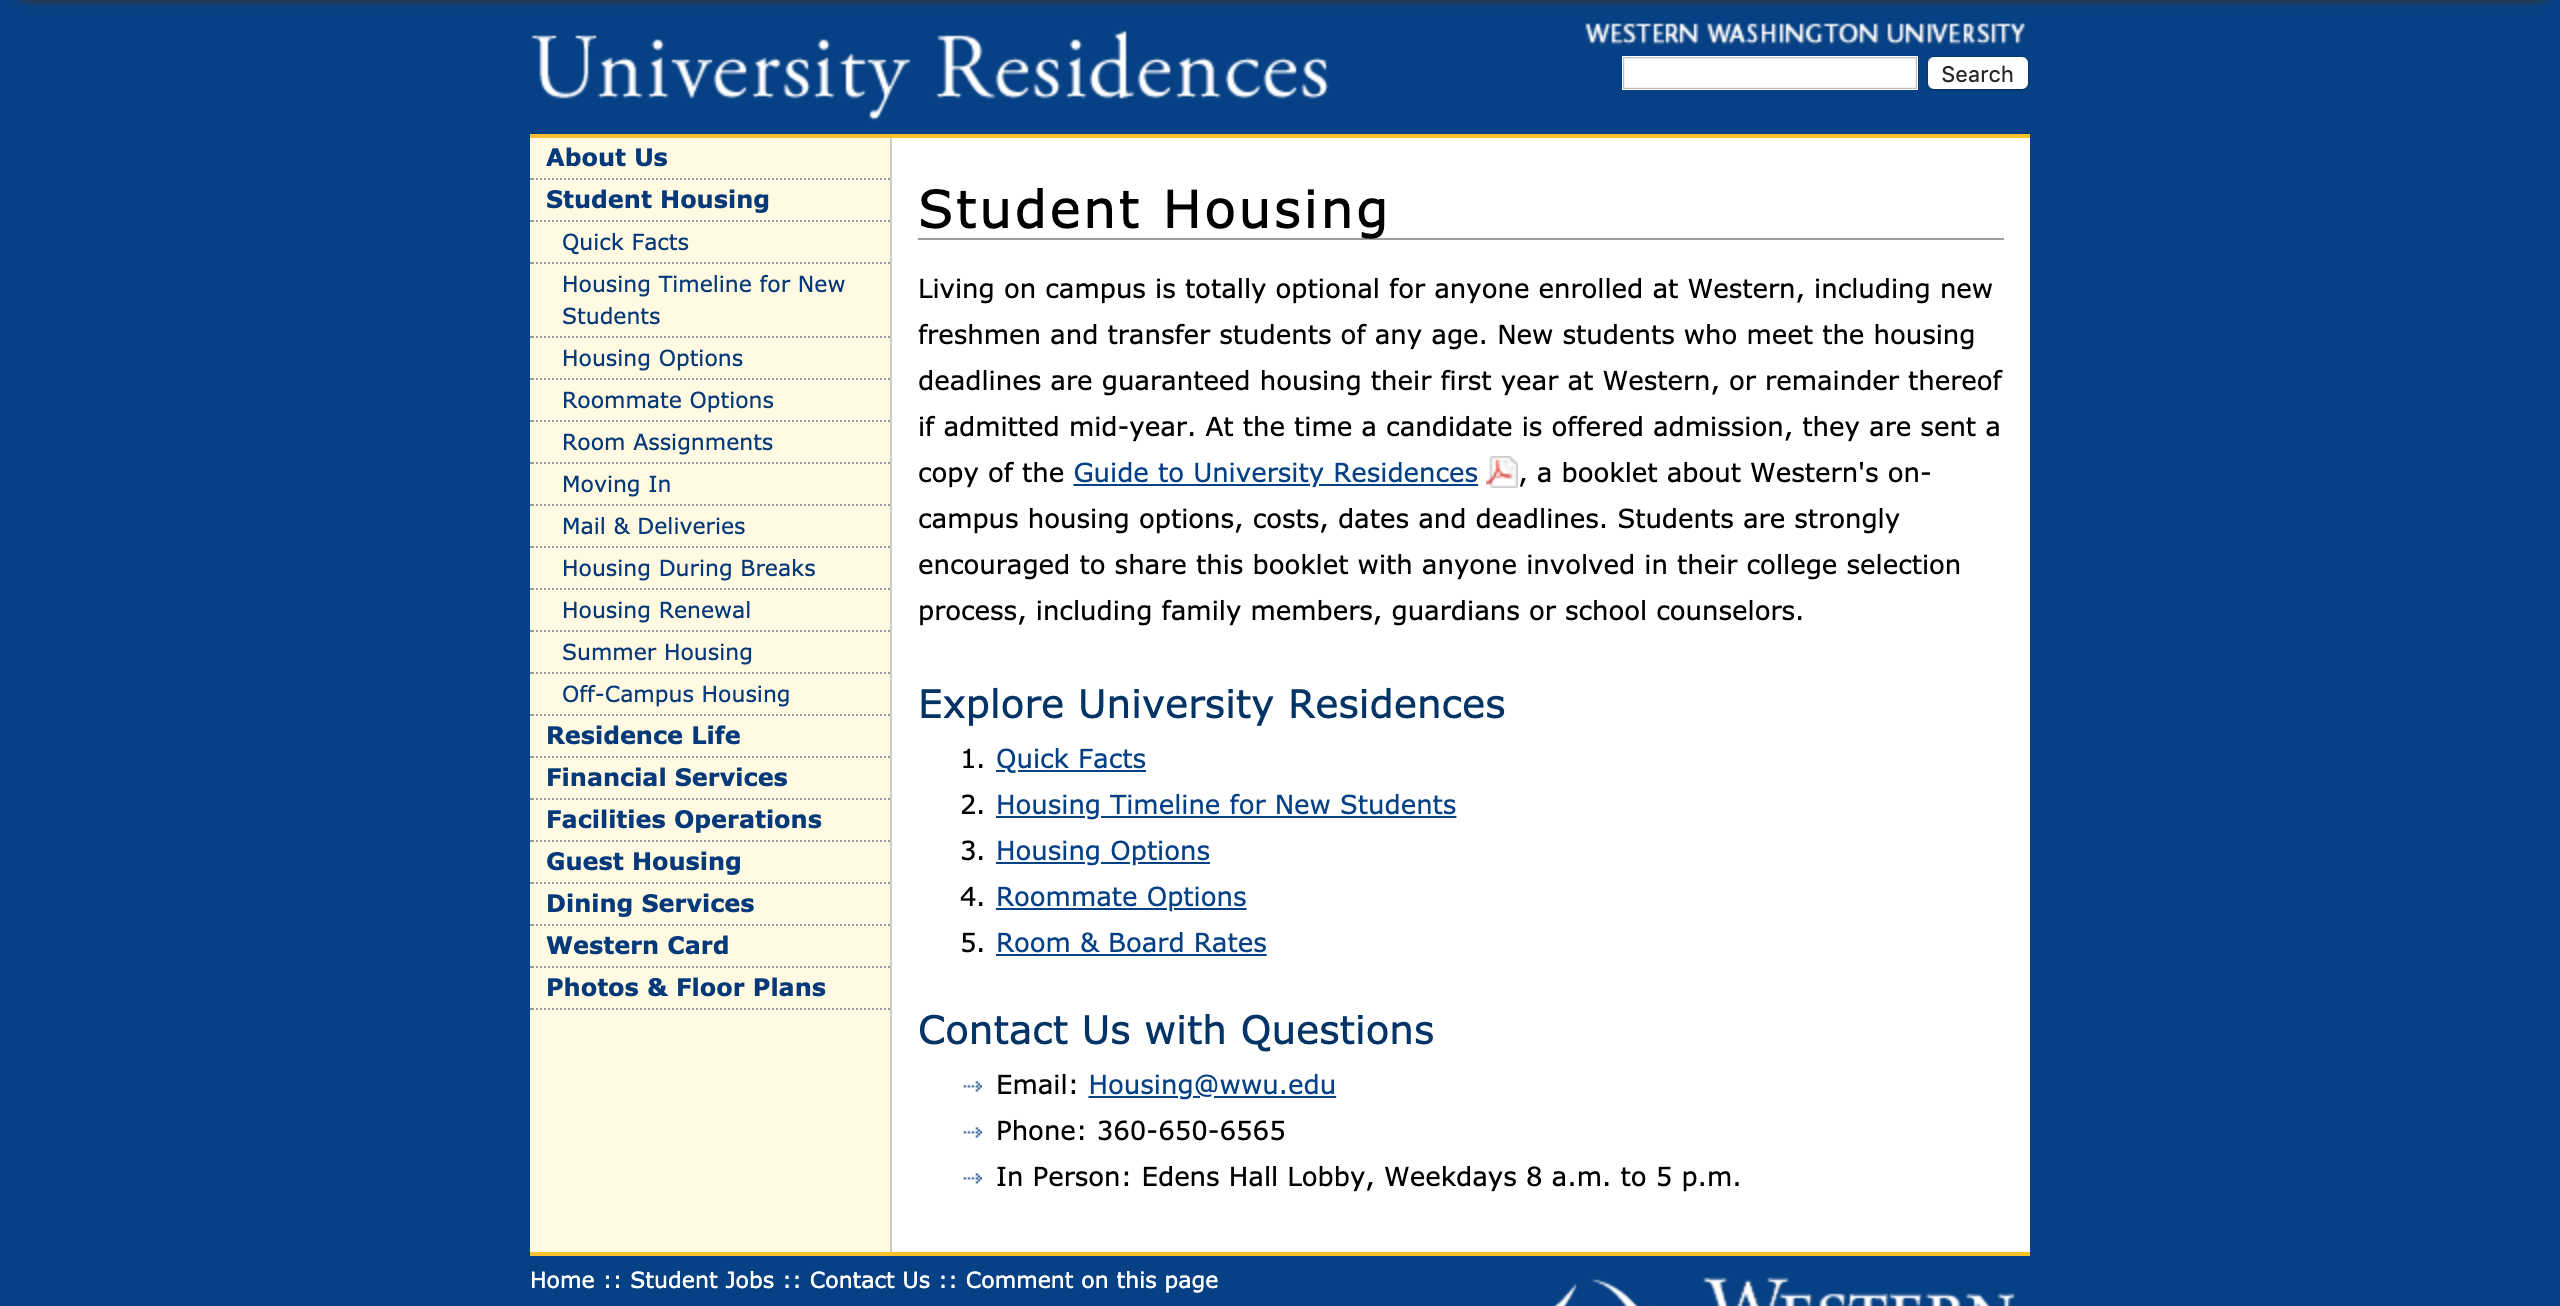 University Residences
WESTERN WASHINGTON UNIVERSITY
Search
About Us
Student Housing
Quick Facts
Housing Timeline for New
Students
Housing Options
Roommate Options
Room Assignments
Moving In
Mail & Deliveries
Housing During Breaks
Housing Renewal
Summer Housing
Off-Campus Housing
Residence Life
Financial Services
Facilities Operations
Guest Housing
Dining Services
Western Card
Photos & Floor Plans
Student Housing
Living on campus is totally optional for anyone enrolled at Western, including new
freshmen and transfer students of any age. New students who meet the housing
deadlines are guaranteed housing their first year at Western, or remainder thereof
if admitted mid-year. At the time a candidate is offered admission, they are sent a
copy of the Guide to University Residences , a booklet about Western's on-
campus housing options, costs, dates and deadlines. Students are strongly
encouraged to share this booklet with anyone involved in their college selection
process, including family members, guardians or school counselors.
Explore University Residences
1. Quick Facts
2. Housing Timeline for New Students
3. Housing Options
4. Roommate Options
5. Room & Board Rates
Contact Us with Questions
Email: Housing@wwu.edu
Phone: 360-650-6565
In Person: Edens Hall Lobby, Weekdays 8 a.m. to 5 p.m.
Home :: Student Jobs :: Contact Us :: Comment on this page
WESTERN